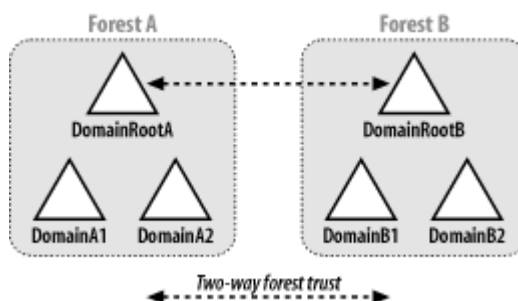 Forest A
Forest B
DomainRootA
DomainRootB
DomainA1
DomainA2
DomainB1
DomainB2
Two-way forest trust